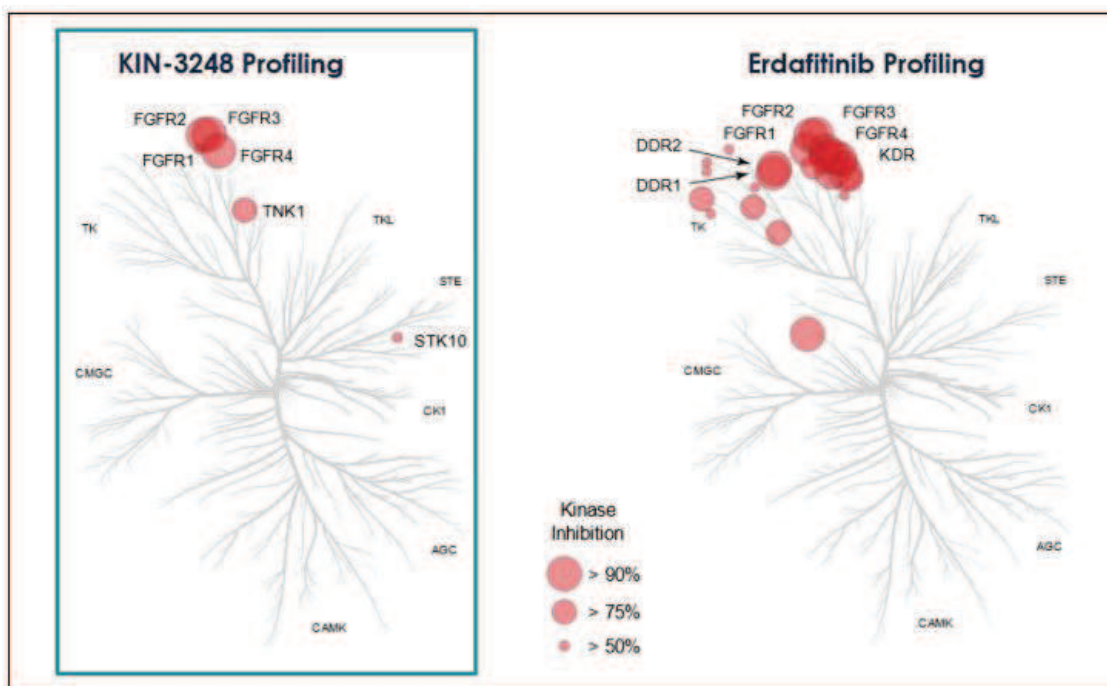 KIN-3248 Profiling
FGFR2 FGFR3
FGFR1 FGFR4
TNK1
TK
TKL
STE
STK10
CMGC
CK1
AGC
CAMK
Erdafitinib Profiling
FGFR2 FGFR3
FGFR1 FGFR4
DDR2 KDR
DDR1
TK
TKL
STE
CMGC
CK1
AGC
CAMK
Kinase
Inhibition
> 90%
> 75%
> 50%